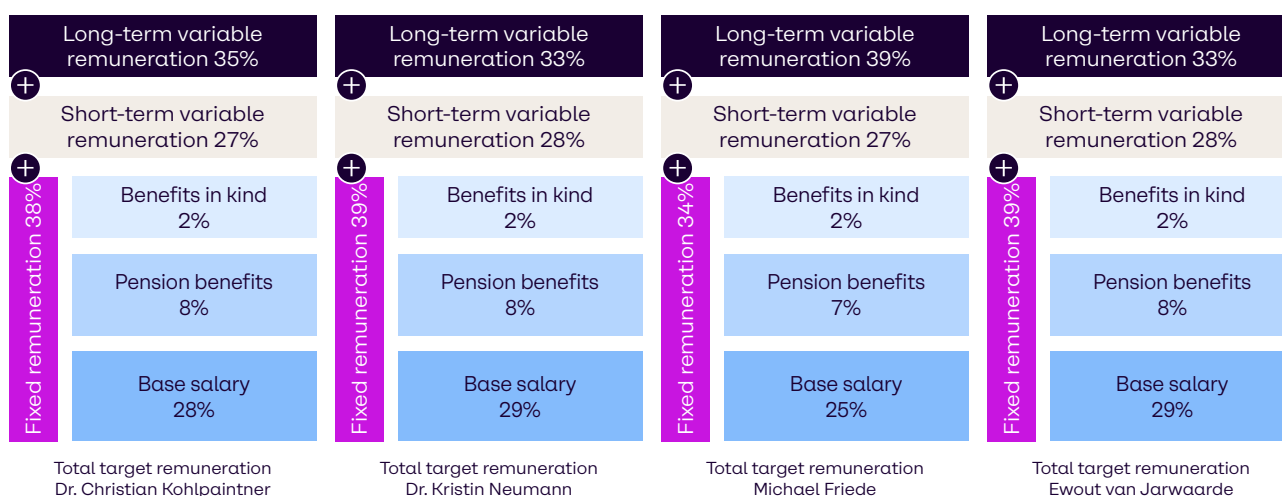 Long-term variable
remuneration 35%
+
Short-term variable
remuneration 27%
+
Fixed remuneration 38%
Benefits in kind
2%
Pension benefits
8%
Base salary
28%
Total target remuneration
Dr. Christian Kohlpaintner
Long-term variable
remuneration 33%
+
Short-term variable
remuneration 28%
+
Fixed remuneration 39%
Benefits in kind
2%
Pension benefits
8%
Base salary
29%
Total target remuneration
Dr. Kristin Neumann
Long-term variable
remuneration 39%
+
Short-term variable
remuneration 27%
+
Fixed remuneration 34%
Benefits in kind
2%
Pension benefits
7%
Base salary
25%
Total target remuneration
Michael Friede
Long-term variable
remuneration 33%
+
Short-term variable
remuneration 28%
+
Fixed remuneration 39%
Benefits in kind
2%
Pension benefits
8%
Base salary
29%
Total target remuneration
Ewout van Jarwaarde